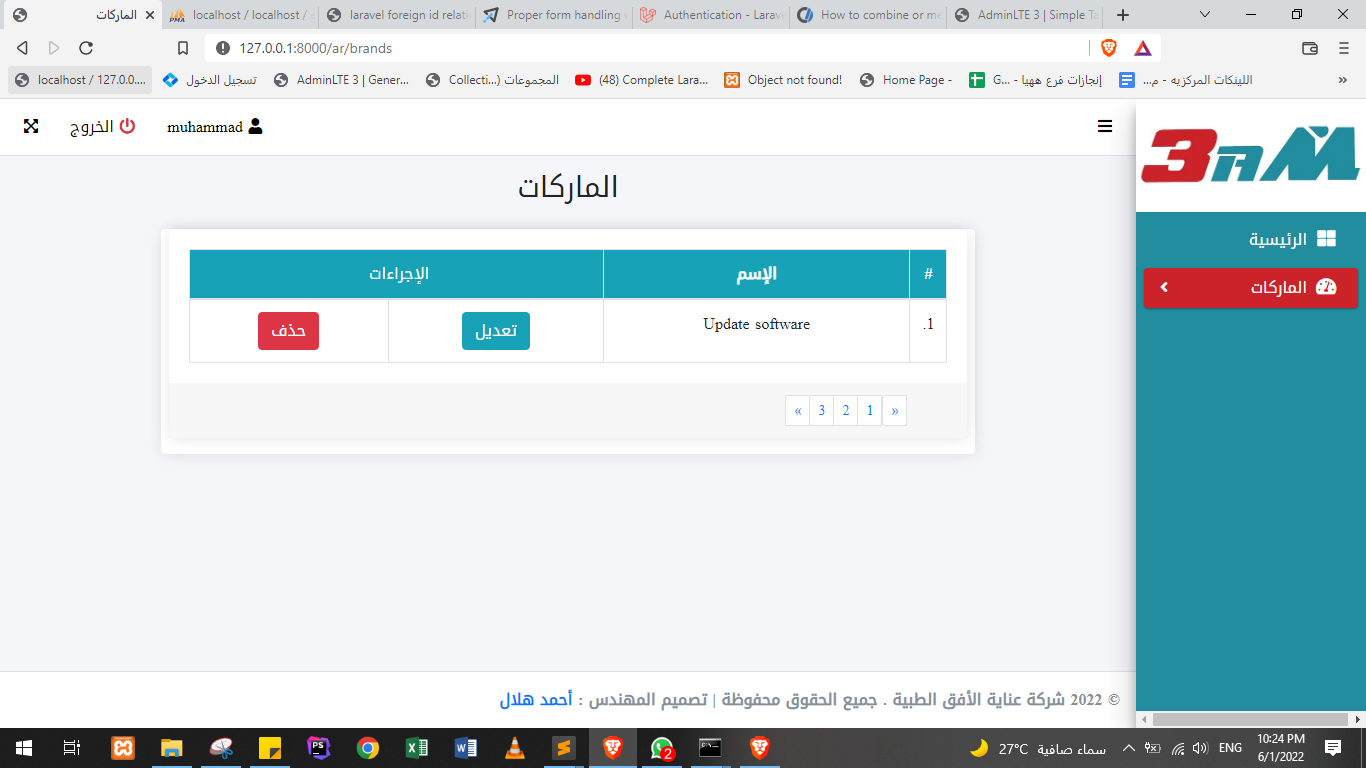 الماركات
localhost / localhost /
laravel foreign id relati
Proper form handling
Authentication - Larave
How to combine or me
AdminLTE 3 | Simple Ta
127.0.0.1:8000/ar/brands
localhost / 127.0.0....
تسجيل الدخول
AdminLTE 3 | Gener...
المجموعات (Collecti...
(48) Complete Lara...
Object not found!
Home Page -
إنجازات فرع ههيا - G...
اللينكات المركزيه - م...
الخروج
muhammad
3AM
الرئيسية
الماركات
الماركات
# الإسم الإجراءات
1. Update software تعديل حذف
« 1 2 3 »
© 2022 شركة عناية الأفق الطبية . جميع الحقوق محفوظة | تصميم المهندس : أحمد هلال
2
27°C سماء صافية
ENG
10:24 PM
6/1/2022